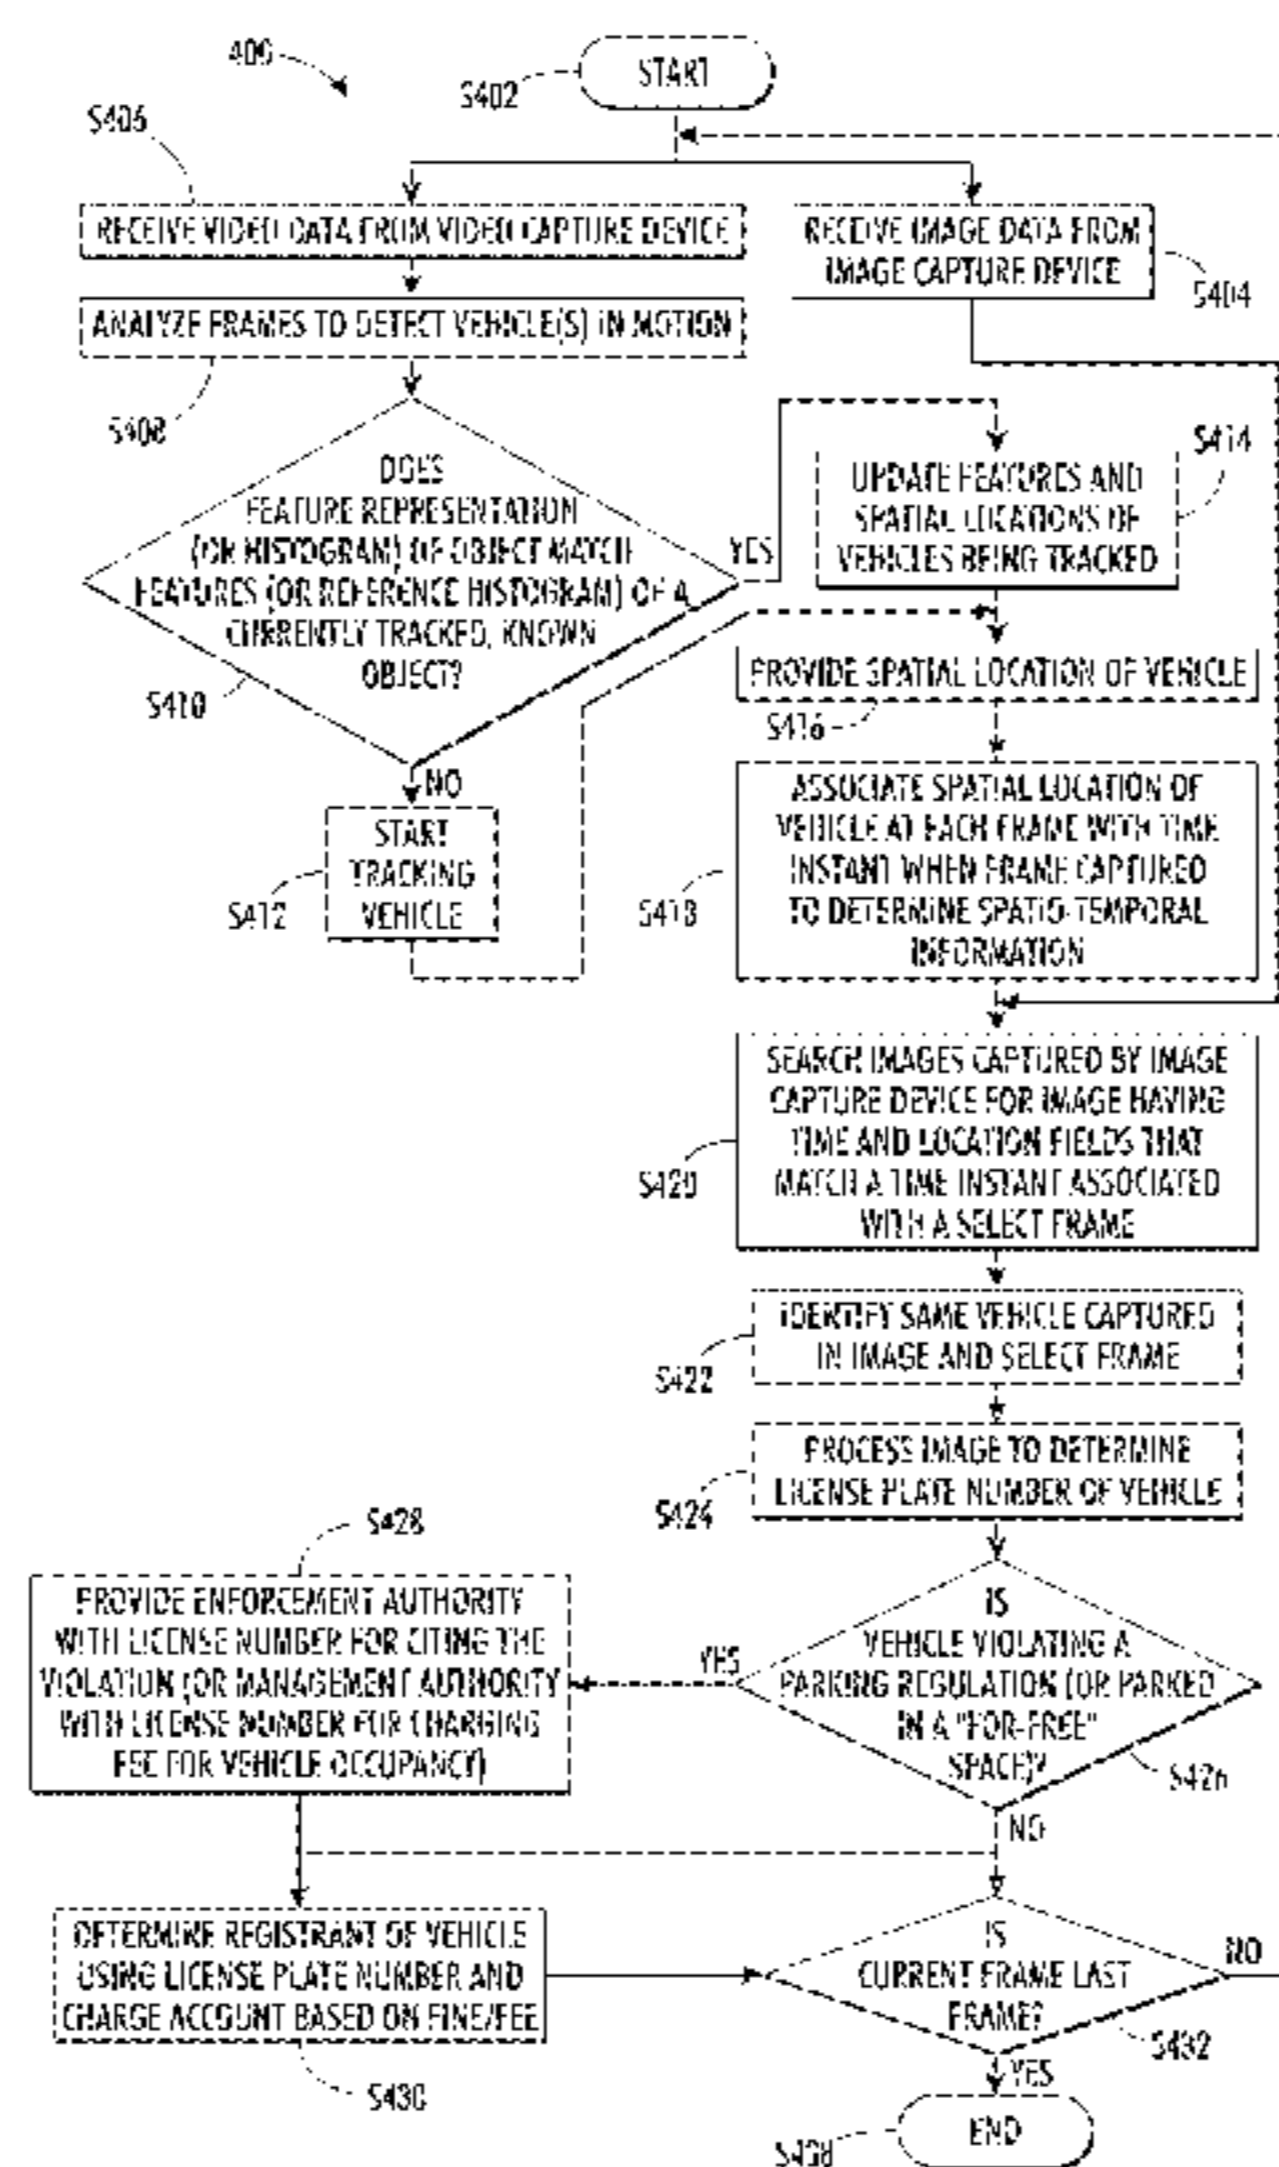 400
S402
START
S406
RECEIVE VIDEO DATA FROM VIDEO CAPTURE DEVICE
RECEIVE IMAGE DATA FROM
IMAGE CAPTURE DEVICE
S404
ANALYZE FRAMES TO DETECT VEHICLE(S) IN MOTION
S408
DOES
FEATURE REPRESENTATION
(OR HISTOGRAM) OF OBJECT MATCH
FEATURES (OR REFERENCE HISTOGRAM) OF A
CURRENTLY TRACKED, KNOWN
OBJECT?
YES
S410
NO
START
TRACKING
VEHICLE
S412
S414
UPDATE FEATURES AND
SPATIAL LOCATIONS OF
VEHICLES BEING TRACKED
PROVIDE SPATIAL LOCATION OF VEHICLE
S416
ASSOCIATE SPATIAL LOCATION OF
VEHICLE AT EACH FRAME WITH TIME
INSTANT WHEN FRAME CAPTURED
TO DETERMINE SPATIO-TEMPORAL
INFORMATION
S418
SEARCH IMAGES CAPTURED BY IMAGE
CAPTURE DEVICE FOR IMAGE HAVING
TIME AND LOCATION FIELDS THAT
MATCH A TIME INSTANT ASSOCIATED
WITH A SELECT FRAME
S420
IDENTIFY SAME VEHICLE CAPTURED
IN IMAGE AND SELECT FRAME
S422
PROCESS IMAGE TO DETERMINE
LICENSE PLATE NUMBER OF VEHICLE
S424
IS
VEHICLE VIOLATING A
PARKING REGULATION (OR PARKED
IN A "FOR-FREE"
SPACE)?
S426
YES
NO
S428
PROVIDE ENFORCEMENT AUTHORITY
WITH LICENSE NUMBER FOR CITING THE
VIOLATION (OR MANAGEMENT AUTHORITY
WITH LICENSE NUMBER FOR CHARGING
FEE FOR VEHICLE OCCUPANCY)
DETERMINE REGISTRANT OF VEHICLE
USING LICENSE PLATE NUMBER AND
CHARGE ACCOUNT BASED ON FINE/FEE
S430
IS
CURRENT FRAME LAST
FRAME?
NO
S432
YES
END